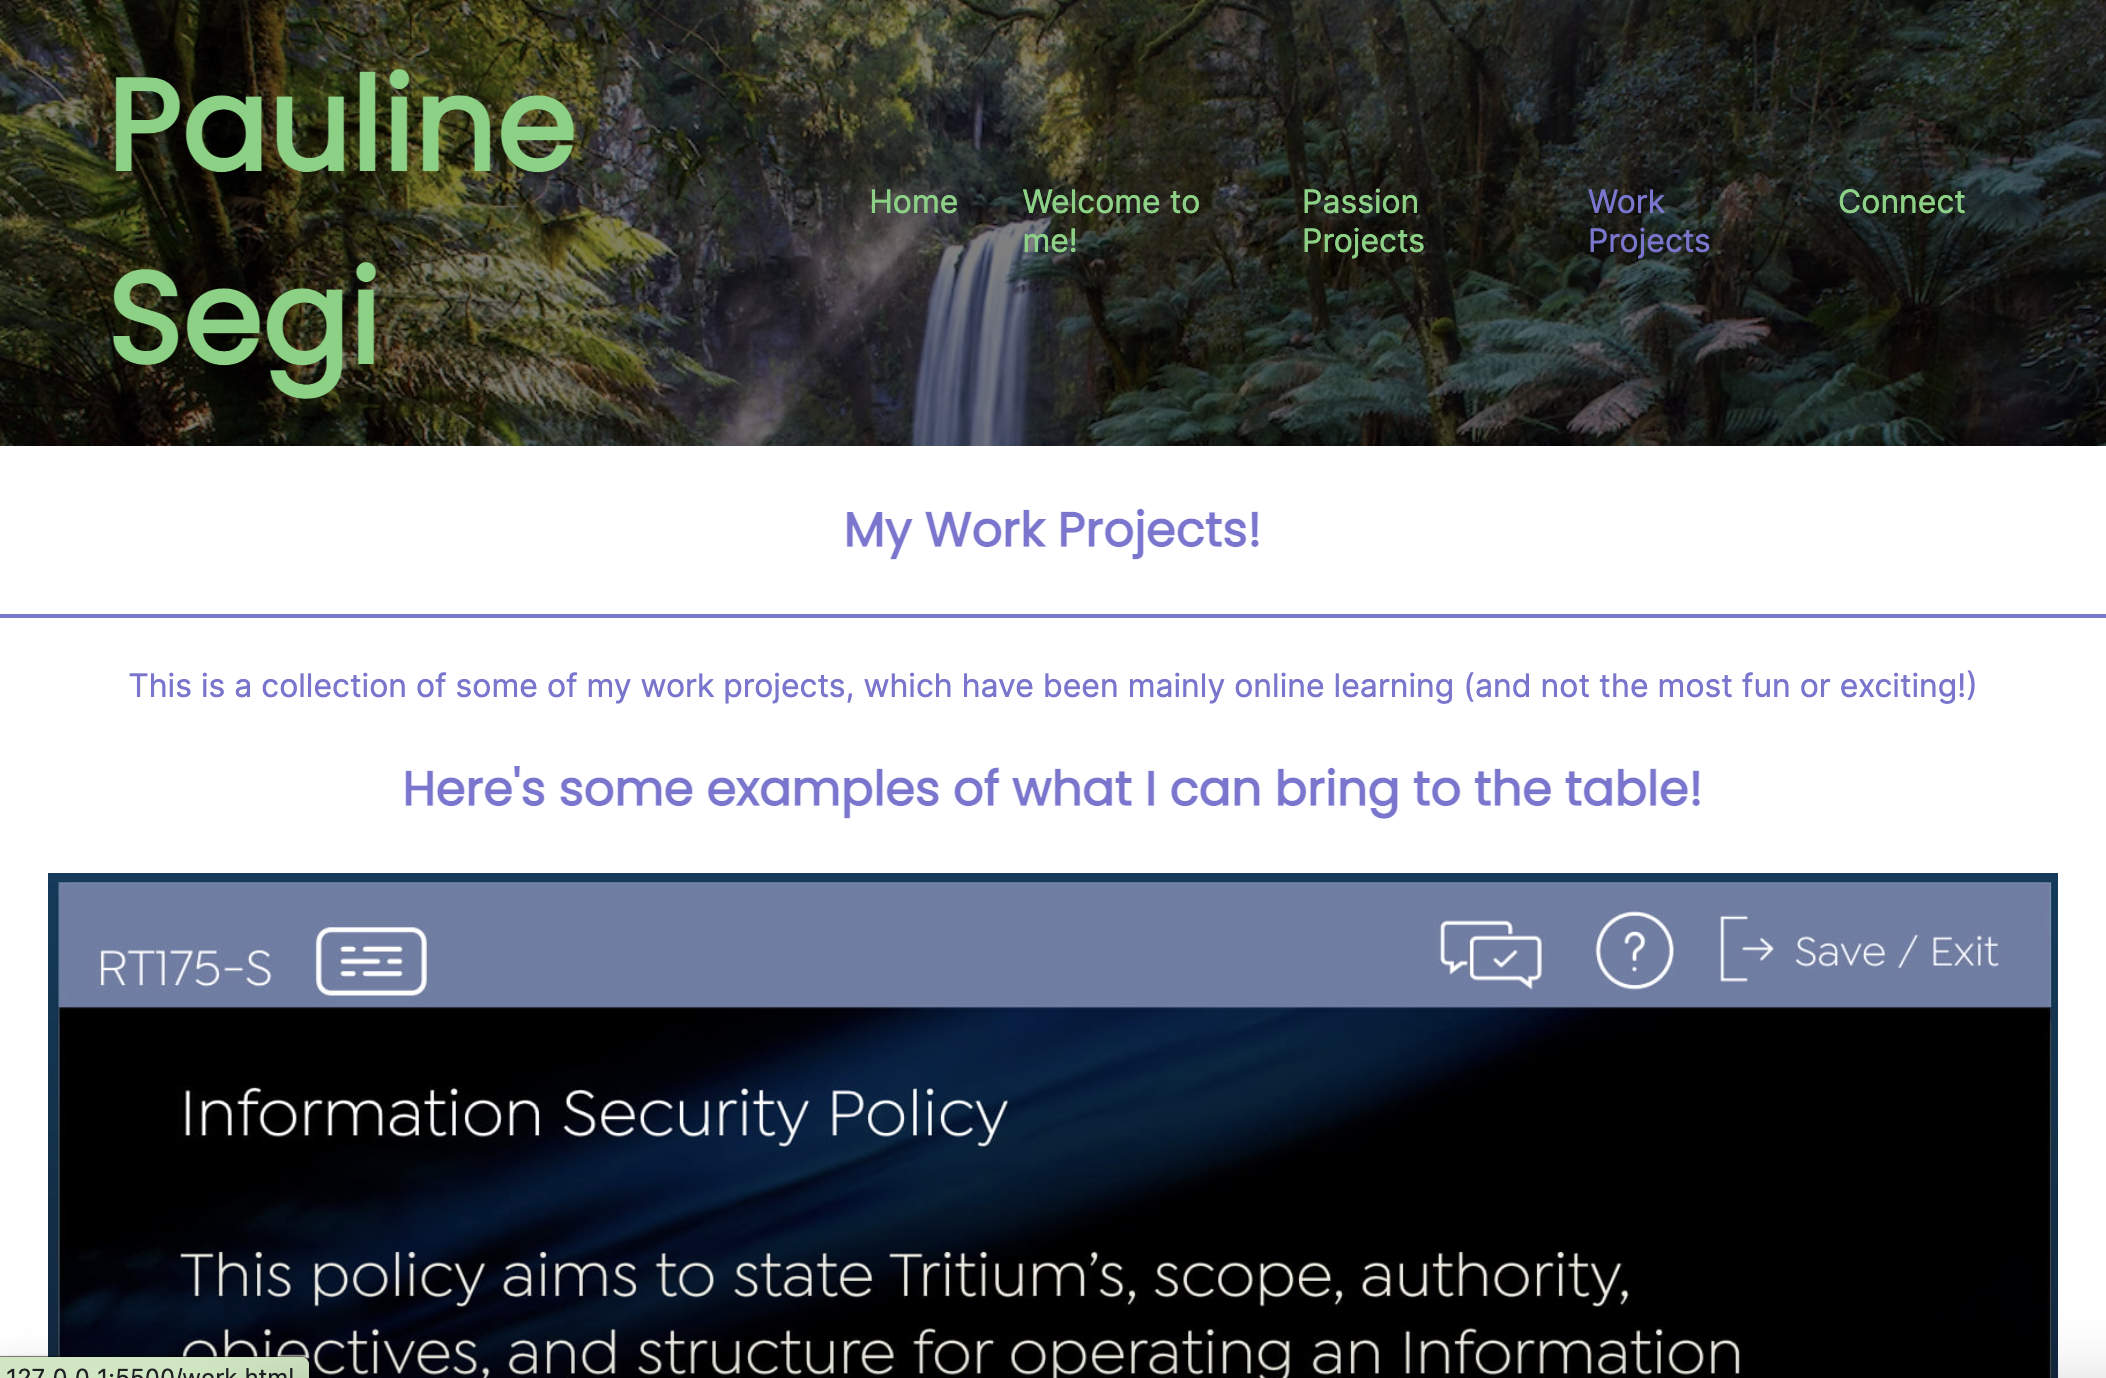 Pauline
Segi
Home
Welcome to
me!
Passion
Projects
Work
Projects
Connect
My Work Projects!
This is a collection of some of my work projects, which have been mainly online learning (and not the most fun or exciting!)
Here's some examples of what I can bring to the table!
RT175-S
Save / Exit
Information Security Policy
This policy aims to state Tritium’s, scope, authority,
objectives, and structure for operating an Information
127.0.0.1:5500/work.html